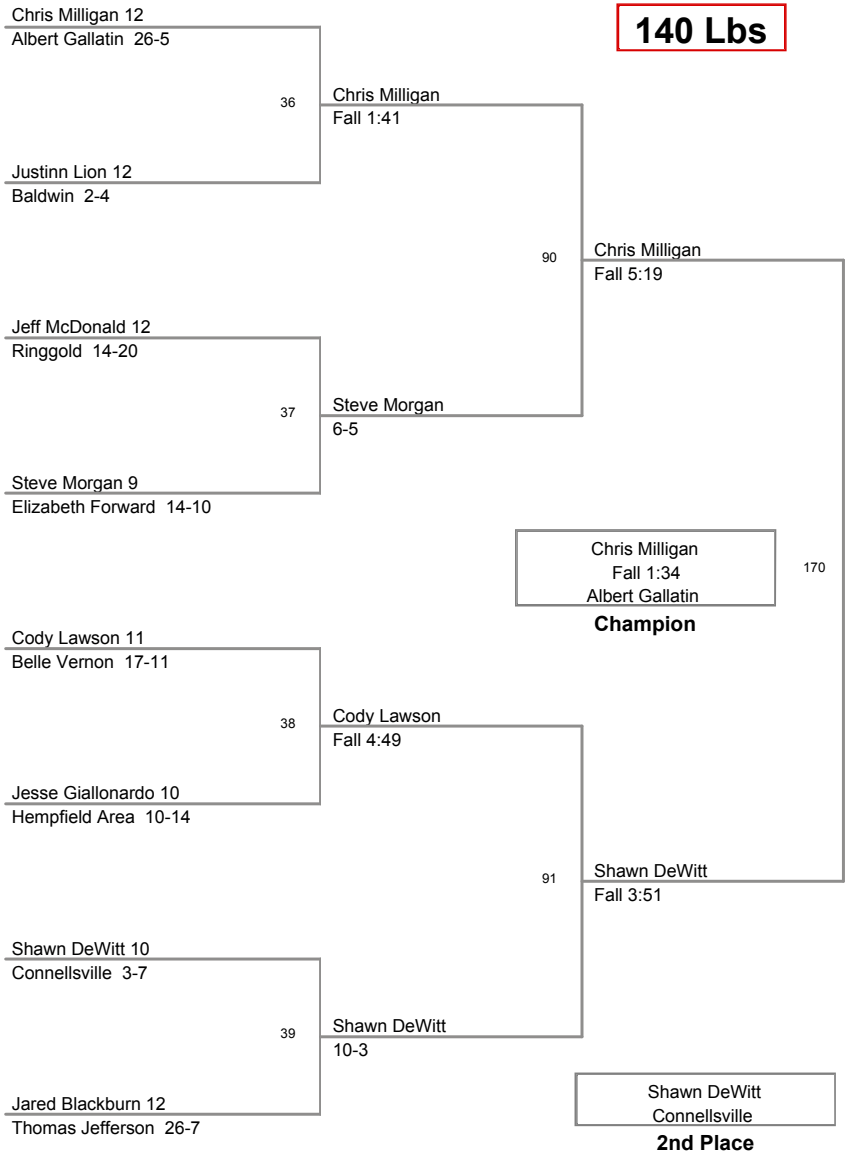 Chris Milligan 12
Albert Gallatin 26-5
140 Lbs
36
Chris Milligan
Fall 1:41
Justinn Lion 12
Baldwin 2-4
90
Chris Milligan
Fall 5:19
Jeff McDonald 12
Ringgold 14-20
37
Steve Morgan
6-5
Steve Morgan 9
Elizabeth Forward 14-10
Chris Milligan
Fall 1:34
Albert Gallatin
Champion
170
Cody Lawson 11
Belle Vernon 17-11
38
Cody Lawson
Fall 4:49
Jesse Giallonardo 10
Hempfield Area 10-14
91
Shawn DeWitt
Fall 3:51
Shawn DeWitt 10
Connellsville 3-7
39
Shawn DeWitt
10-3
Jared Blackburn 12
Thomas Jefferson 26-7
Shawn DeWitt
Connellsville
2nd Place